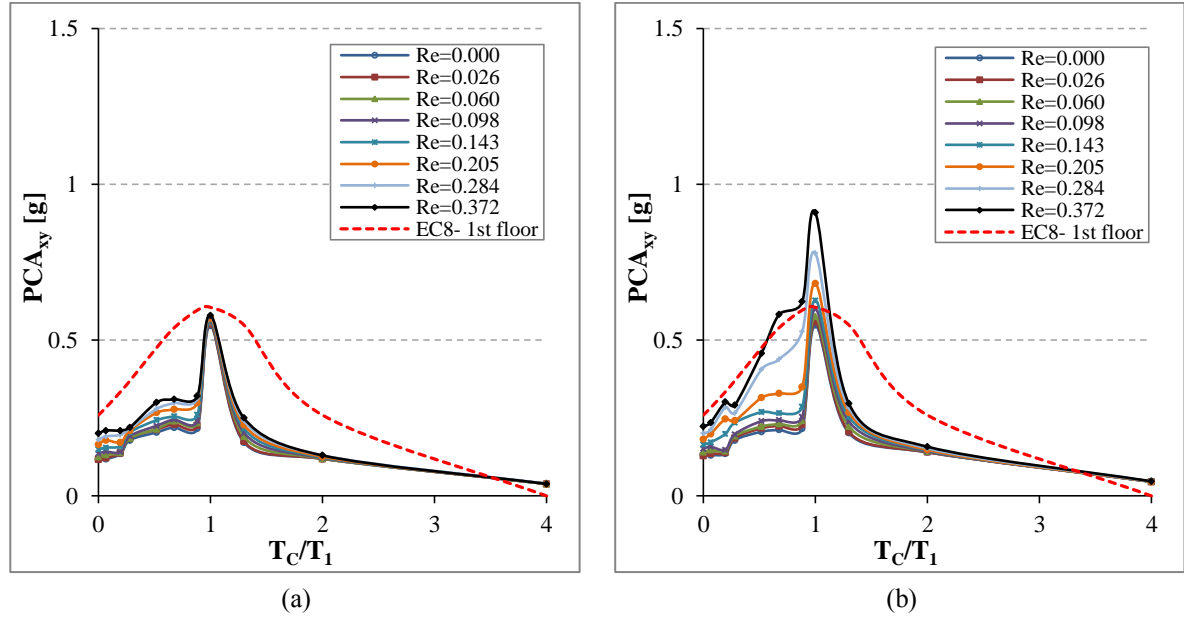 1.5
1
0.5
0
PCAxy [g]
Re=0.000
Re=0.026
Re=0.060
Re=0.098
Re=0.143
Re=0.205
Re=0.284
Re=0.372
EC8- 1st floor
0 1 2 3 4
TC/T1
(a)
1.5
1
0.5
0
PCAxy [g]
Re=0.000
Re=0.026
Re=0.060
Re=0.098
Re=0.143
Re=0.205
Re=0.284
Re=0.372
EC8- 1st floor
0 1 2 3 4
TC/T1
(b)